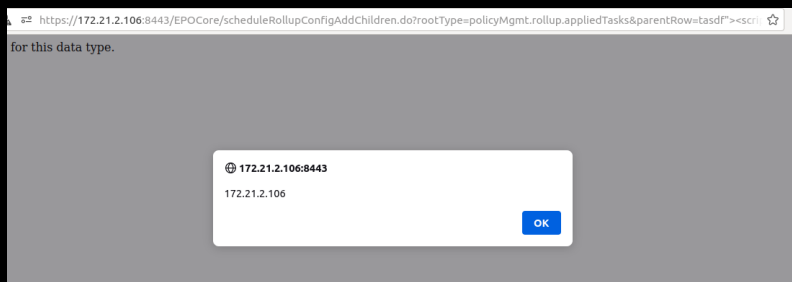 https://172.21.2.106:8443/EPOCore/scheduleRollupConfigAddChildren.do?rootType=policyMgmt.rollup.appliedTasks&parentRow=tasdf"><scri
for this data type.
172.21.2.106:8443
172.21.2.106
OK